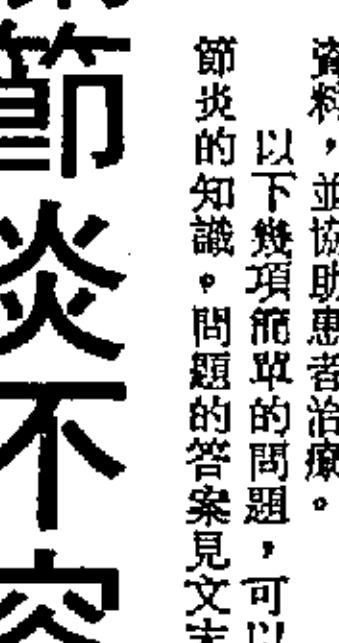 資料，並協助患者治療。
以下幾項簡單的問題，可以
節炎的知識。問題的答案見文末
節炎不容